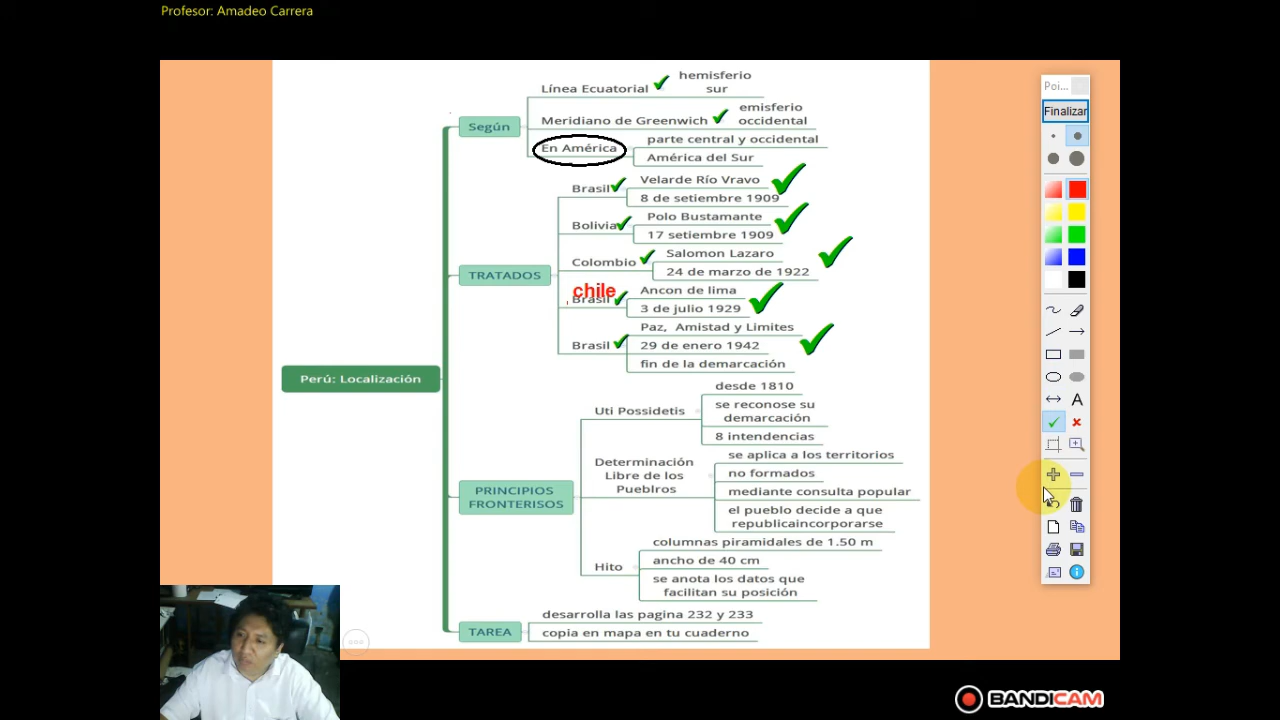 Profesor: Amadeo Carrera
Perú: Localización
Según
Línea Ecuatorial
hemisferio
sur
Meridiano de Greenwich
emisferio
occidental
En América
parte central y occidental
América del Sur
TRATADOS
Brasil
Velarde Río Vravo
8 de setiembre 1909
Bolivia
Polo Bustamante
17 setiembre 1909
Colombio
Salomon Lazaro
24 de marzo de 1922
chile
Brasil
Ancon de lima
3 de julio 1929
Brasil
Paz, Amistad y Limites
29 de enero 1942
fin de la demarcación
PRINCIPIOS
FRONTERISOS
Uti Possidetis
desde 1810
se reconose su
demarcación
8 intendencias
Determinación
Libre de los
Pueblros
se aplica a los territorios
no formados
mediante consulta popular
el pueblo decide a que
republicaincorporarse
Hito
columnas piramidales de 1.50 m
ancho de 40 cm
se anota los datos que
facilitan su posición
TAREA
desarrolla las pagina 232 y 233
copia en mapa en tu cuaderno
Poi...
Finalizar
A
BANDICAM